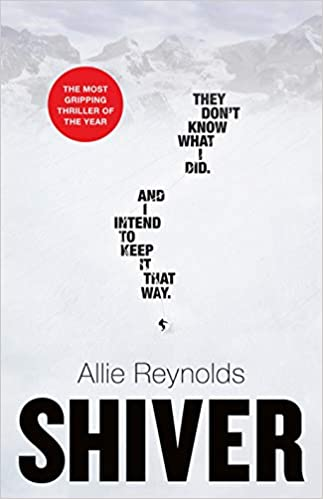 THE MOST
GRIPPING
THRILLER OF
THE YEAR
THEY
DON'T
KNOW
WHAT
I
DID.
AND
I
INTEND
TO
KEEP
IT
THAT
WAY.
Allie Reynolds
SHIVER